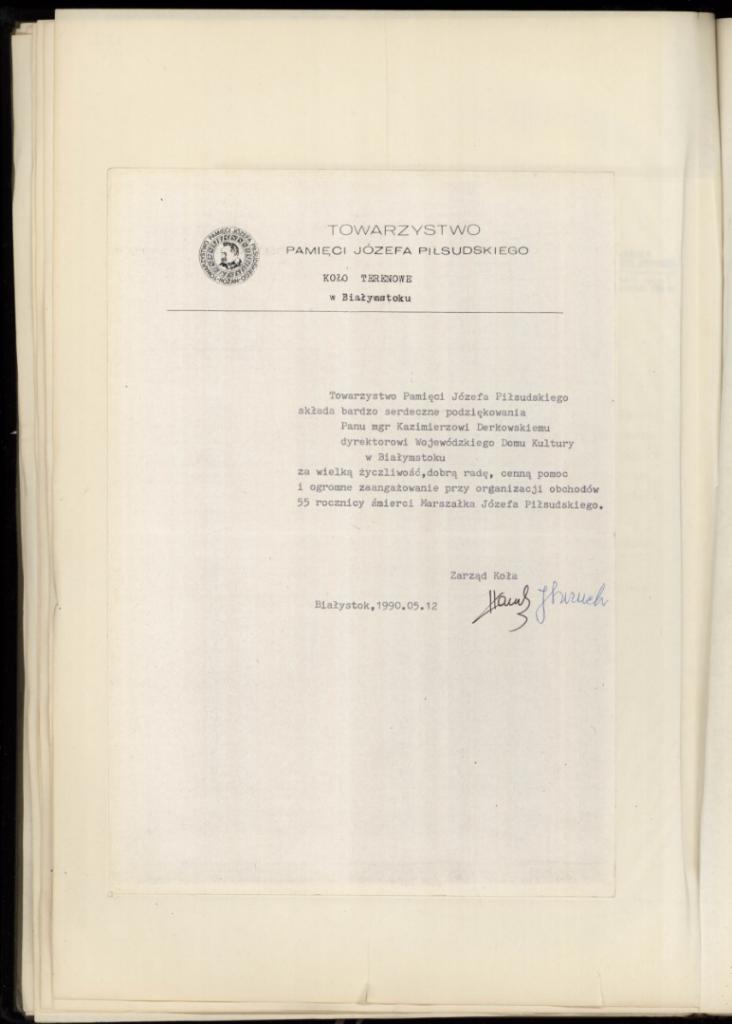 TOWARZYSTWO
PAMIĘCI JÓZEFA PIŁSUDSKIEGO
KOŁO TERENOWE
w Białymstoku
Towarzystwo Pamięci Józefa Piłsudskiego
składa bardzo serdeczne podziękowania
Panu mgr Kazimierzowi Derkowskiemu
dyrektorowi Wojewódzkiego Domu Kultury
w Białymstoku
za wielką życzliwość,dobrą radę, cenną pomoc
i ogromne zaangażowanie przy organizacji obchodów
55 rocznicy śmierci Marszałka Józefa Piłsudskiego.
Zarząd Koła
Białystok,1990.05.12